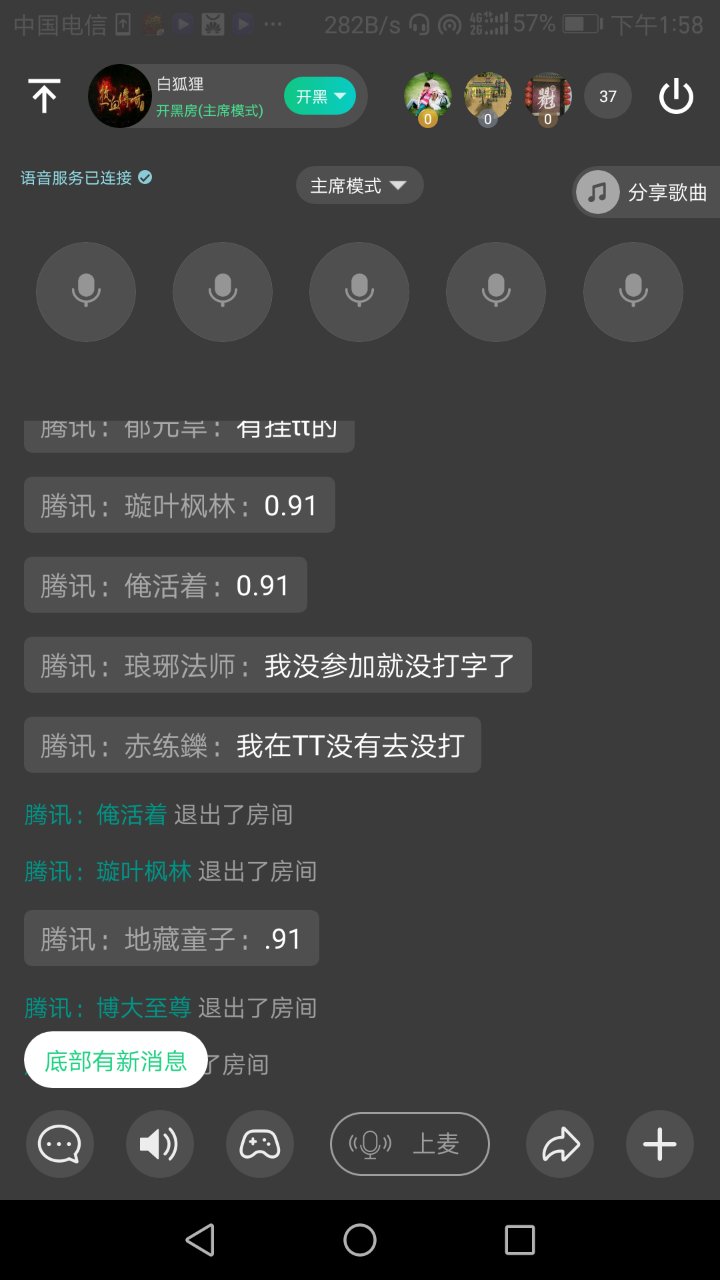 中国电信 282B/s 4G 2G 57% 下午1:58
热血传奇
白狐狸
开黑房(主席模式)
开黑
0 0 0 37
语音服务已连接
主席模式
分享歌曲
腾讯：郁元皋：有挂tt的
腾讯：璇叶枫林：0.91
腾讯：俺活着：0.91
腾讯：琅琊法师：我没参加就没打字了
腾讯：赤练鑠：我在TT没有去没打
腾讯：俺活着 退出了房间
腾讯：璇叶枫林 退出了房间
腾讯：地藏童子：.91
腾讯：博大至尊 退出了房间
底部有新消息
了房间
上麦